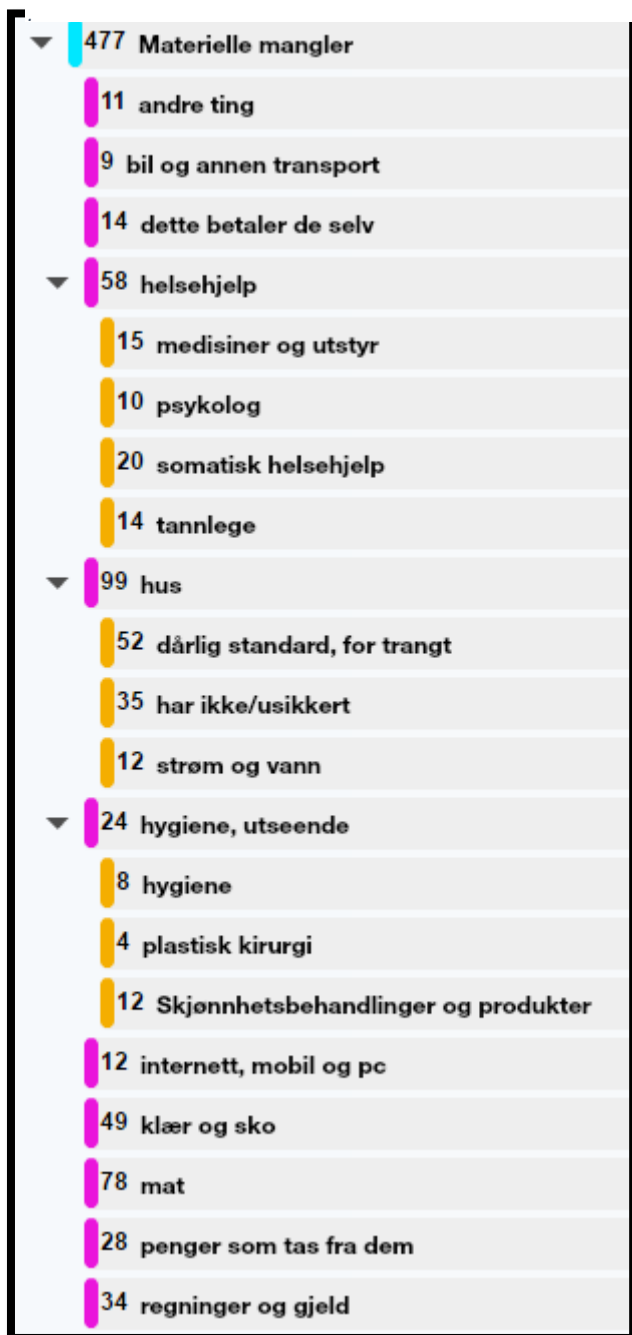 477 Materielle mangler
11 andre ting
9 bil og annen transport
14 dette betaler de selv
58 helsehjelp
15 medisiner og utstyr
10 psykolog
20 somatisk helsehjelp
14 tannlege
99 hus
52 dårlig standard, for trangt
35 har ikke/usikkert
12 strøm og vann
24 hygiene, utseende
8 hygiene
4 plastisk kirurgi
12 Skjønnhetsbehandlinger og produkter
12 internett, mobil og pc
49 klær og sko
78 mat
28 penger som tas fra dem
34 regninger og gjeld